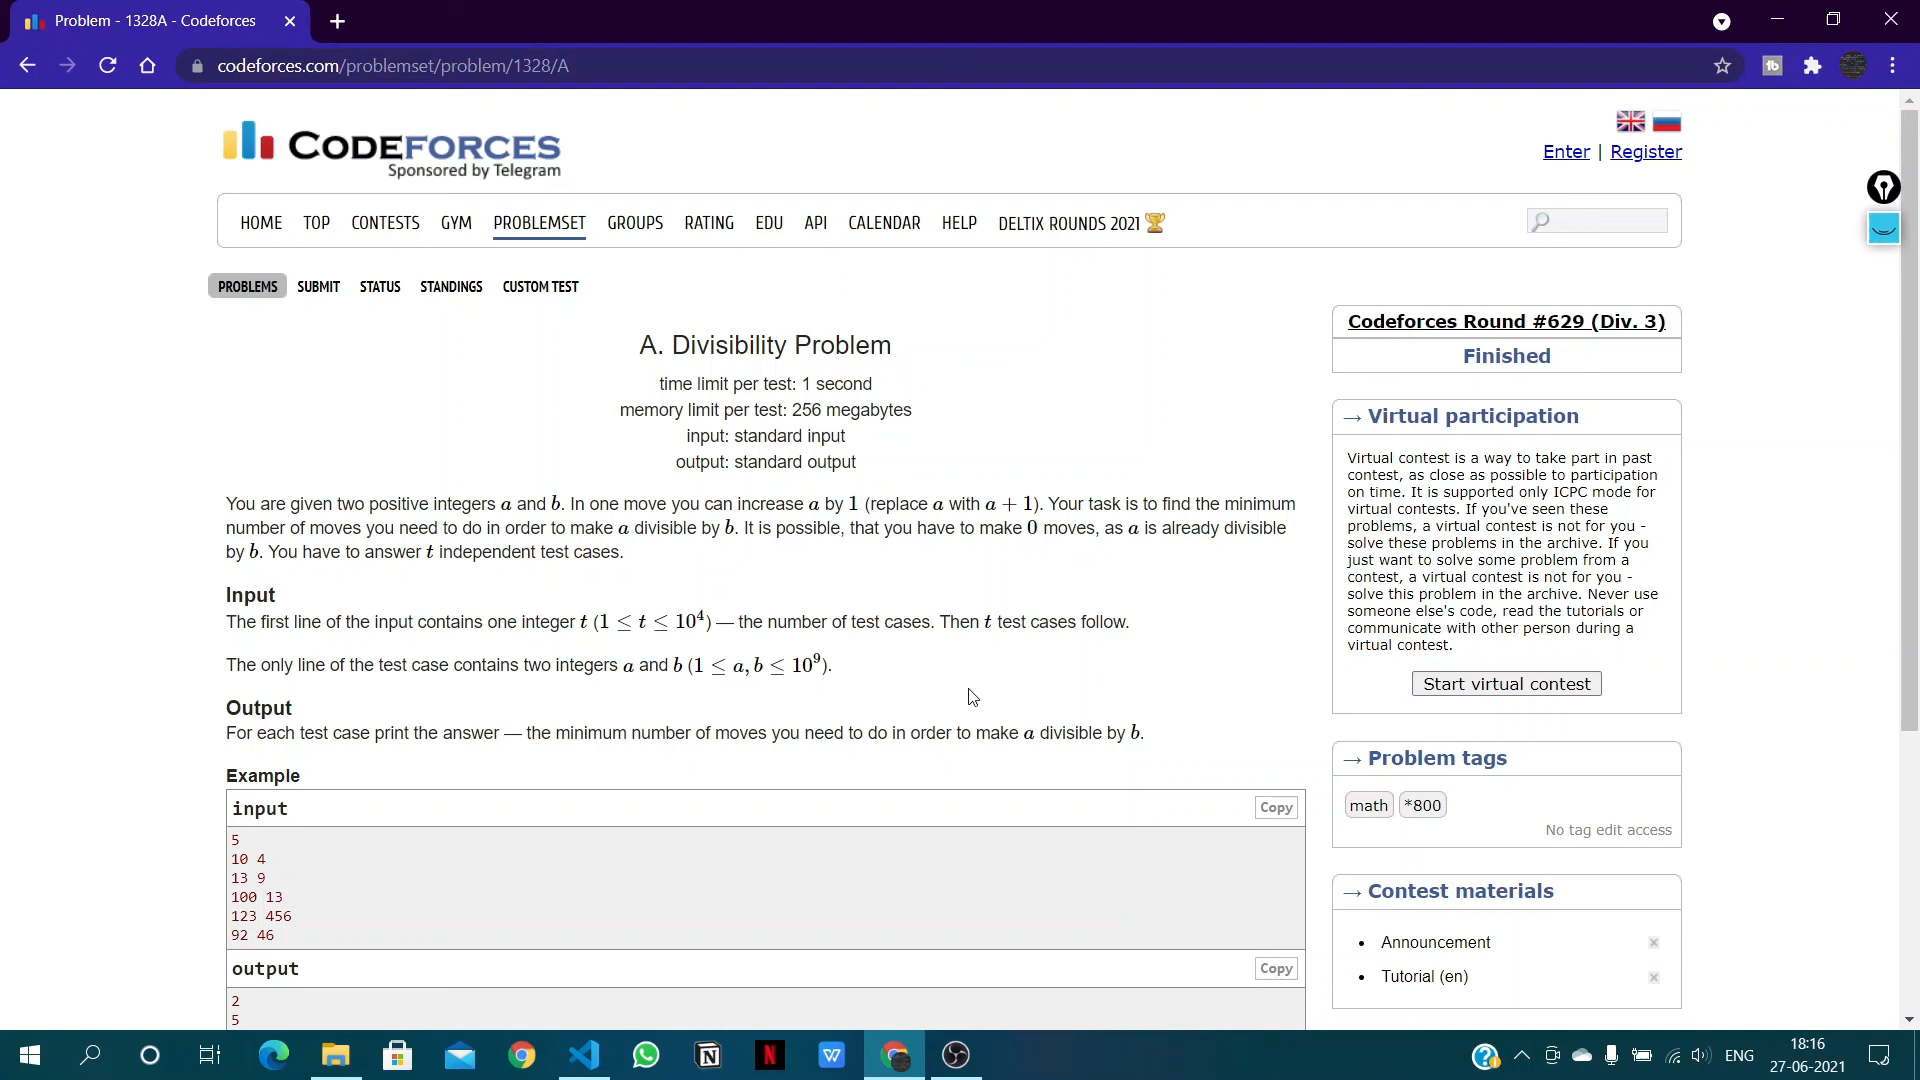 Problem - 1328A - Codeforces
codeforces.com/problemset/problem/1328/A
CODEFORCES
Sponsored by Telegram
Enter | Register
HOME TOP CONTESTS GYM PROBLEMSET GROUPS RATING EDU API CALENDAR HELP DELTIX ROUNDS 2021
PROBLEMS SUBMIT STATUS STANDINGS CUSTOM TEST
A. Divisibility Problem
time limit per test: 1 second
memory limit per test: 256 megabytes
input: standard input
output: standard output
You are given two positive integers a and b. In one move you can increase a by 1 (replace a with a + 1). Your task is to find the minimum
number of moves you need to do in order to make a divisible by b. It is possible, that you have to make 0 moves, as a is already divisible
by b. You have to answer t independent test cases.
Input
The first line of the input contains one integer t (1 ≤ t ≤ 10⁴) — the number of test cases. Then t test cases follow.
The only line of the test case contains two integers a and b (1 ≤ a, b ≤ 10⁹).
Output
For each test case print the answer — the minimum number of moves you need to do in order to make a divisible by b.
Example
input Copy
5
10 4
13 9
100 13
123 456
92 46
output Copy
2
5
Codeforces Round #629 (Div. 3)
Finished
→ Virtual participation
Virtual contest is a way to take part in past
contest, as close as possible to participation
on time. It is supported only ICPC mode for
virtual contests. If you've seen these
problems, a virtual contest is not for you -
solve these problems in the archive. If you
just want to solve some problem from a
contest, a virtual contest is not for you -
solve this problem in the archive. Never use
someone else's code, read the tutorials or
communicate with other person during a
virtual contest.
Start virtual contest
→ Problem tags
math *800
No tag edit access
→ Contest materials
Announcement
Tutorial (en)
ENG
18:16
27-06-2021